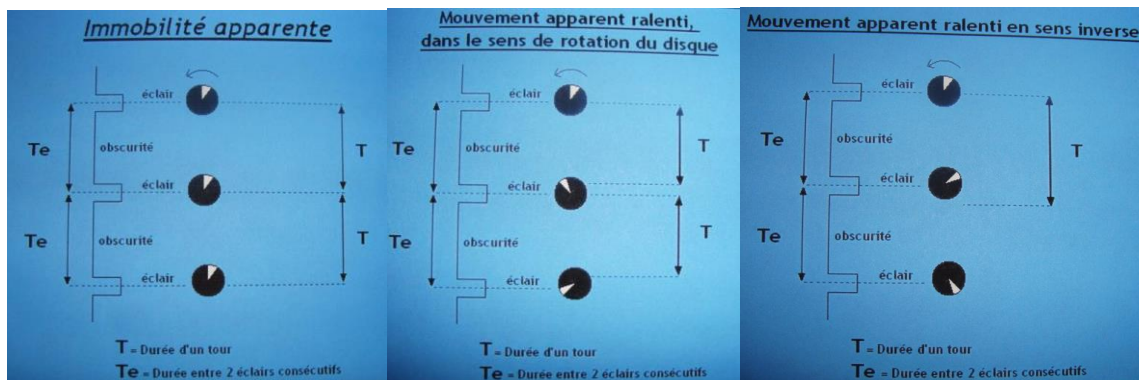 Immobilité apparente
éclair
Te
obscurité
T
éclair
Te
obscurité
T
éclair
T = Durée d'un tour
Te = Durée entre 2 éclairs consécutifs
Mouvement apparent ralenti,
dans le sens de rotation du disque
éclair
Te
obscurité
T
éclair
Te
obscurité
T
éclair
T = Durée d'un tour
Te = Durée entre 2 éclairs consécutifs
Mouvement apparent ralenti en sens inverse
éclair
Te
obscurité
T
éclair
Te
obscurité
éclair
T = Durée d'un tour
Te = Durée entre 2 éclairs consécutifs